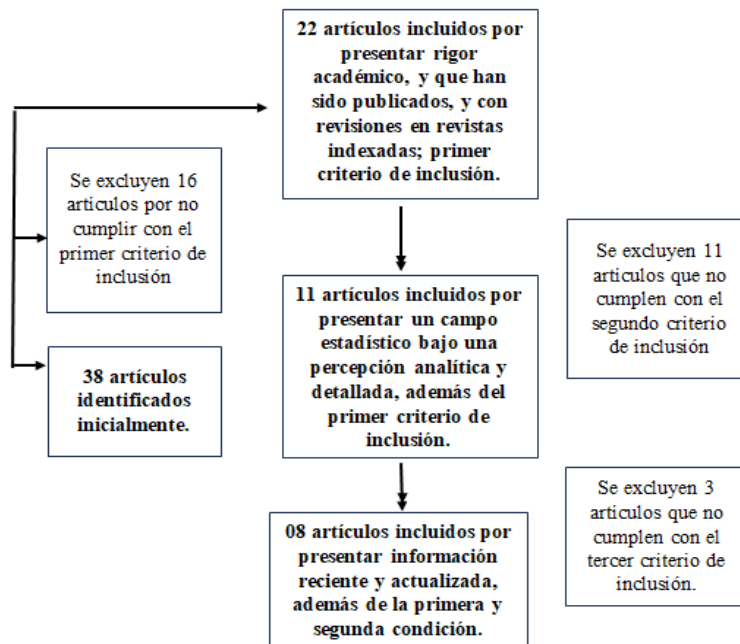 22 artículos incluidos por
presentar rigor
académico, y que han
sido publicados, y con
revisiones en revistas
indexadas; primer
criterio de inclusión.
Se excluyen 16
articulos por no
cumplir con el
primer criterio de
inclusión
Se excluyen 11
articulos que no
cumplen con el
segundo criterio
de inclusión
11 artículos incluidos por
presentar un campo
estadístico bajo una
percepción analítica y
detallada, además del
primer criterio de
inclusión.
38 artículos
identificados
inicialmente.
Se excluyen 3
articulos que no
cumplen con el
tercer criterio de
inclusión.
08 artículos incluidos por
presentar información
reciente y actualizada,
además de la primera y
segunda condición.